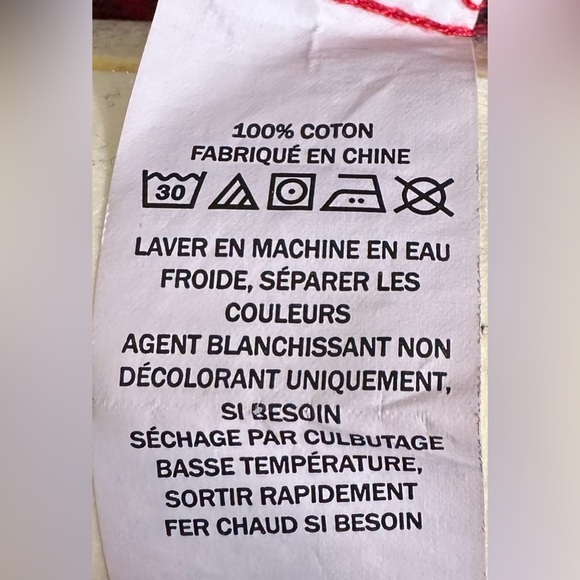 100% COTON
FABRIQUÉ EN CHINE
30
LAVER EN MACHINE EN EAU
FROIDE, SÉPARER LES
COULEURS
AGENT BLANCHISSANT NON
DÉCOLORANT UNIQUEMENT,
SI BESOIN
SÉCHAGE PAR CULBUTAGE
BASSE TEMPÉRATURE,
SORTIR RAPIDEMENT
FER CHAUD SI BESOIN